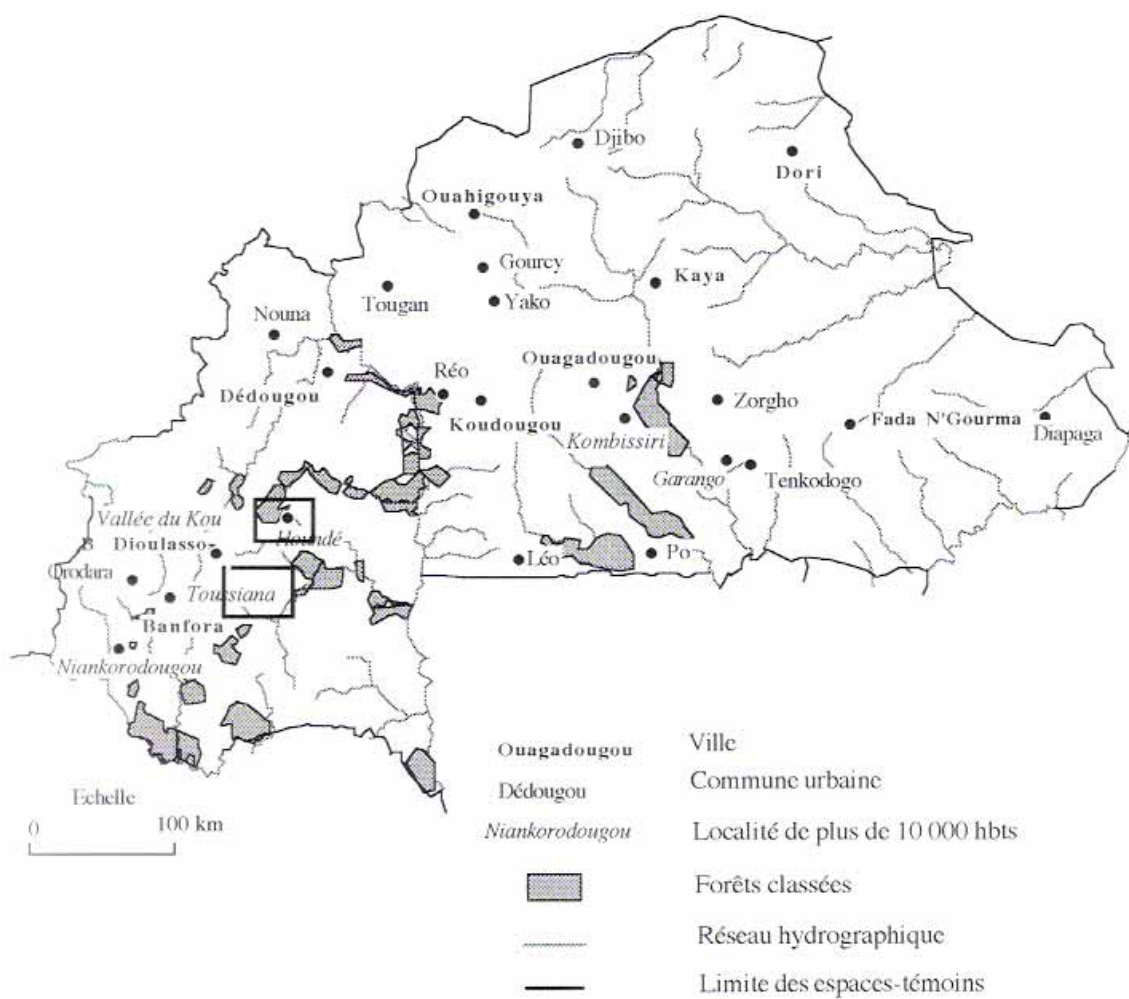 Djibo
Dori
Ouahigouya
Gourcy
Kaya
Tougan
Yako
Nouna
Ouagadougou
Réo
Dédougou
Zorgho
Koudougou
Fada N'Gourma
Kombissiri
Diapaga
Garango
Tenkodogo
Vallée du Kou
Houndé
B Dioulasso
Léo
Po
Orodara
Toussiana
Banfora
Niankorodougou
Ouagadougou Ville
Dédougou Commune urbaine
Echelle
0 100 km
Niankorodougou Localité de plus de 10 000 hbts
Forêts classées
Réseau hydrographique
Limite des espaces-témoins